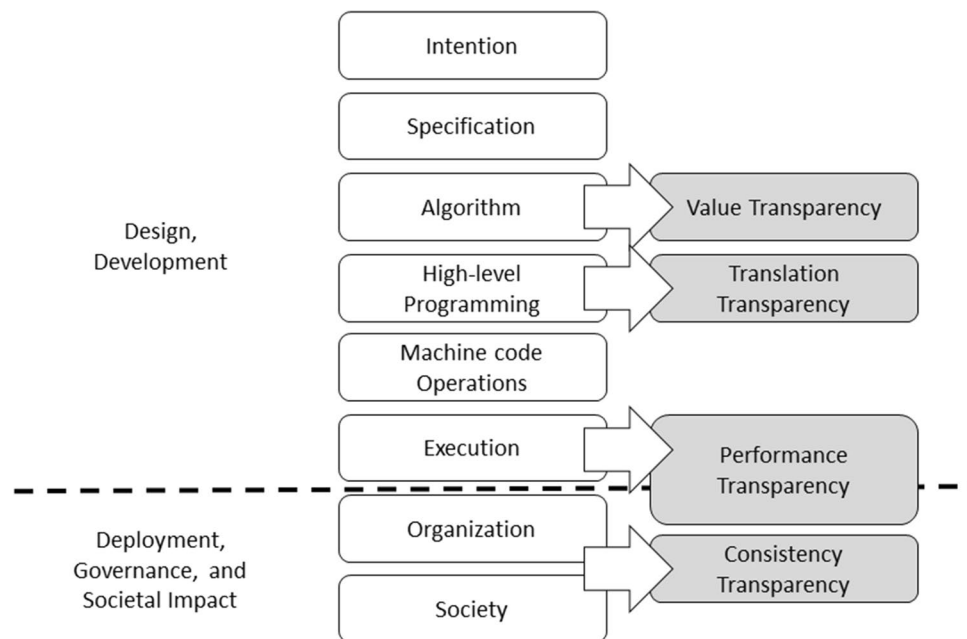 Intention
Specification
Algorithm
Value Transparency
Design,
Development
High-level
Programming
Translation
Transparency
Machine code
Operations
Execution
Performance
Transparency
Organization
Deployment,
Governance, and
Societal Impact
Consistency
Transparency
Society